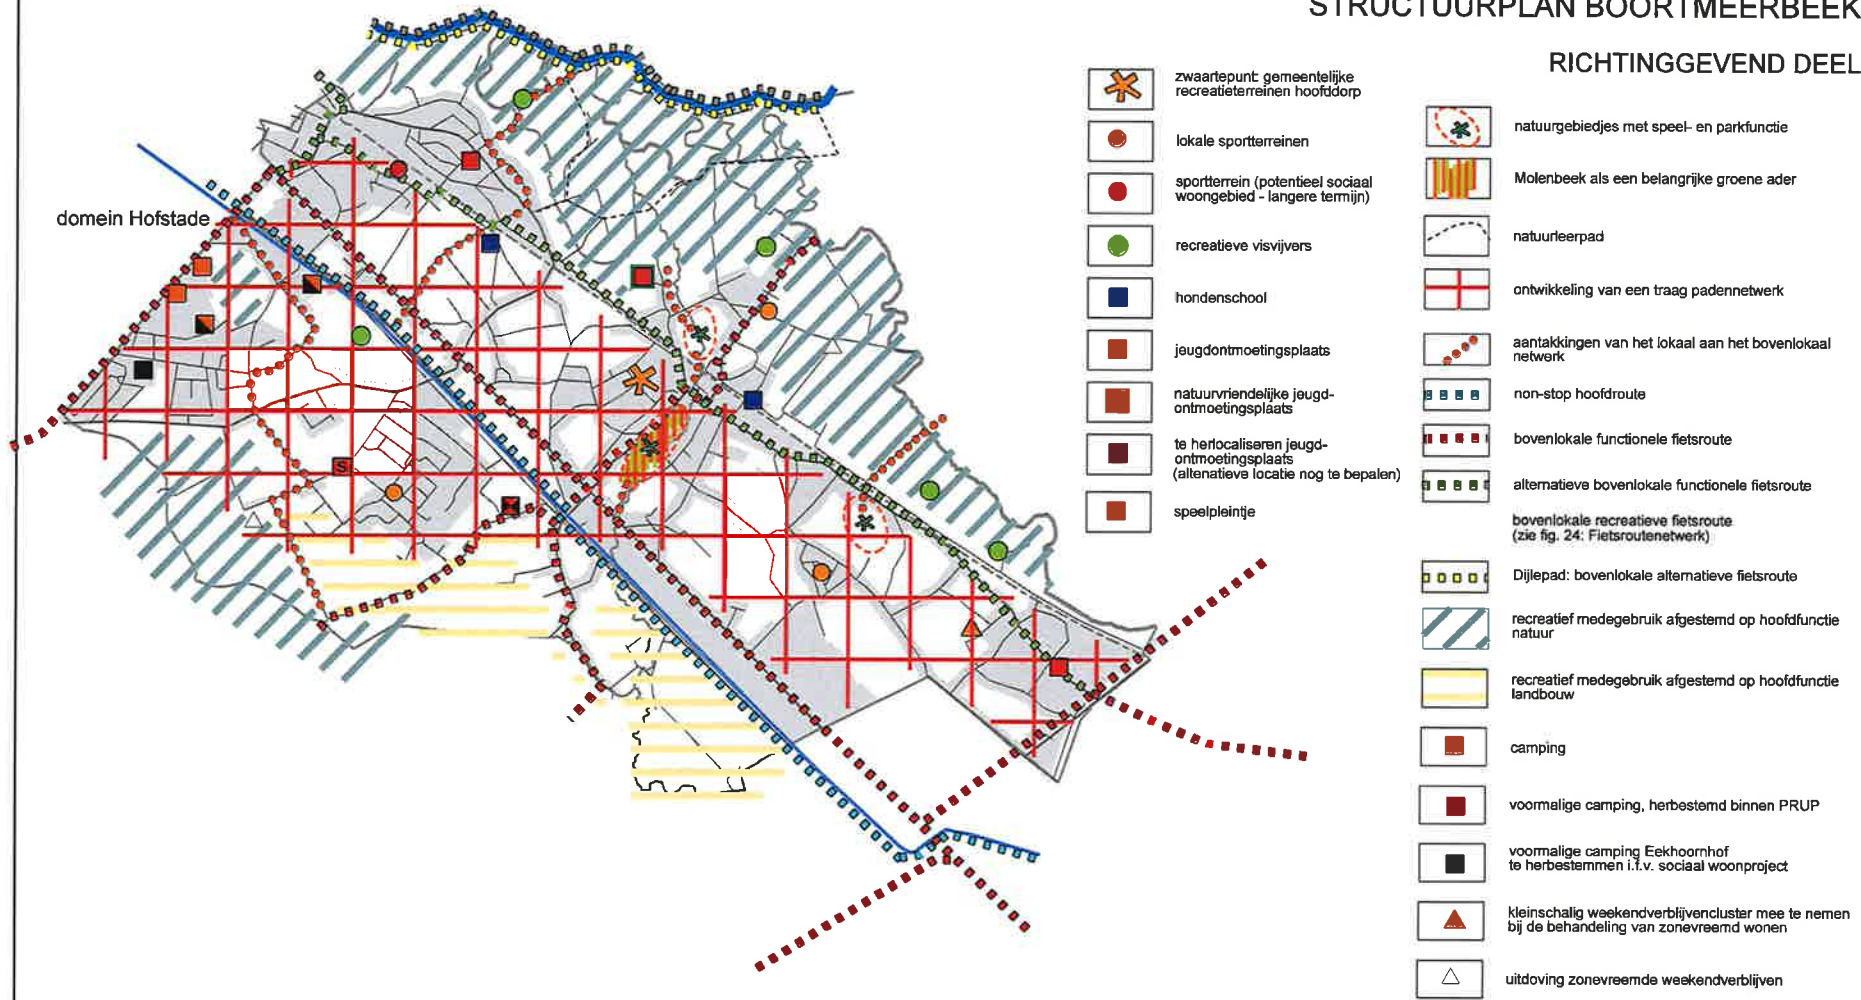 STRUCTUURPLAN BOORTMEERBEEK
RICHTINGGEVEND DEEL
domein Hofstade
S
zwaartepunt gemeentelijke
recreatieterreinen hoofddorp
lokale sportterreinen
sportterrein (potentieel sociaal
woongebied - langere termijn)
recreatieve visvijvers
hondenschool
jeugdontmoetingsplaats
natuurvriendelijke jeugd-
ontmoetingsplaats
te herlocaliseren jeugd-
ontmoetingsplaats
(altenatieve locatie nog te bepalen)
speelpleintje
natuurgebiedjes met speel- en parkfunctie
Molenbeek als een belangrijke groene ader
natuurleerpad
ontwikkeling van een traag padennetwerk
aantakkingen van het lokaal aan het bovenlokaal
netwerk
non-stop hoofdroute
bovenlokale functionele fietsroute
alternatieve bovenlokale functionele fietsroute
bovenlokale recreatieve fietsroute
(zie fig. 24: Fietsroutenetwerk)
Dijlepad: bovenlokale alternatieve fietsroute
recreatief medegebruik afgestemd op hoofdfunctie
natuur
recreatief medegebruik afgestemd op hoofdfunctie
landbouw
camping
voormalige camping, herbestemd binnen PRUP
voormalige camping Eekhoornhof
te herbestemmen i.f.v. sociaal woonproject
kleinschalig weekendverblijvencluster mee te nemen
bij de behandeling van zonevreemd wonen
uitdoving zonevreemde weekendverblijven